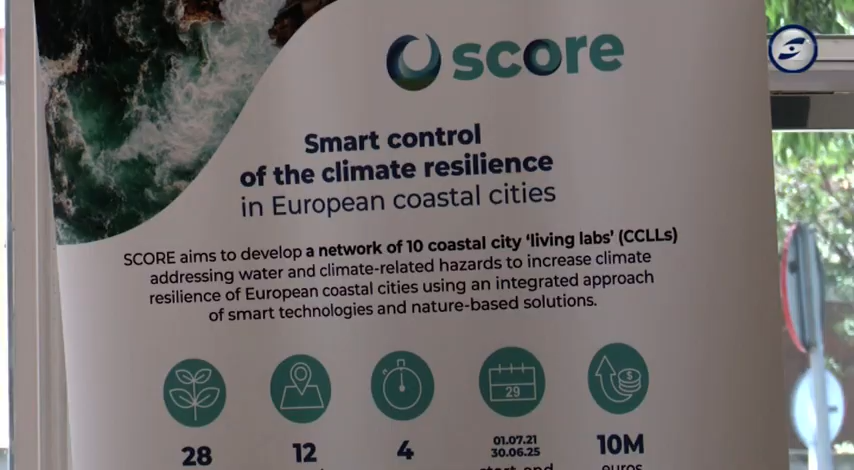 score
Smart control
of the climate resilience
in European coastal cities
SCORE aims to develop a network of 10 coastal city ‘living labs’ (CCLLs)
addressing water and climate-related hazards to increase climate
resilience of European coastal cities using an integrated approach
of smart technologies and nature-based solutions.
29
$
28
12
4
01.07.21
30.06.25
10M
start-end
euros